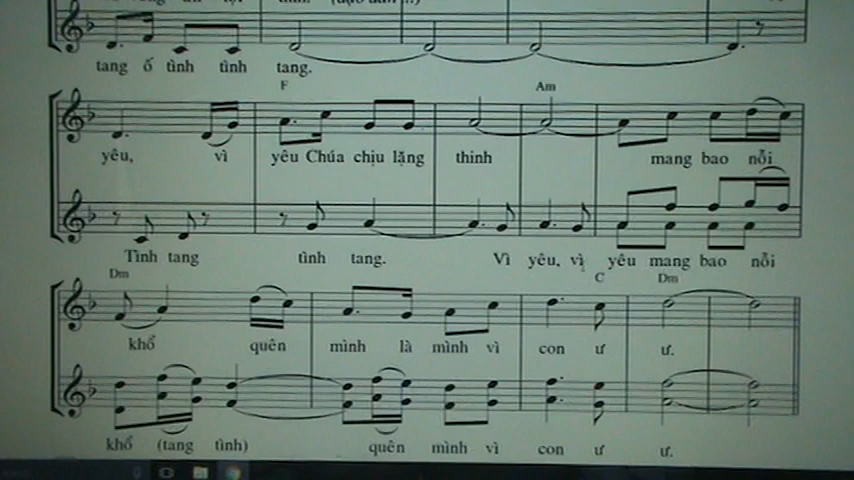 tang ố tình tình tang.
F Am
yêu, vì yêu Chúa chịu lặng thinh mang bao nỗi
Tình tang tình tang. Vì yêu, vì yêu mang bao nỗi
Dm C Dm
khổ quên mình là mình vì con ư ư.
khổ (tang tình) quên mình vì con ư ư.